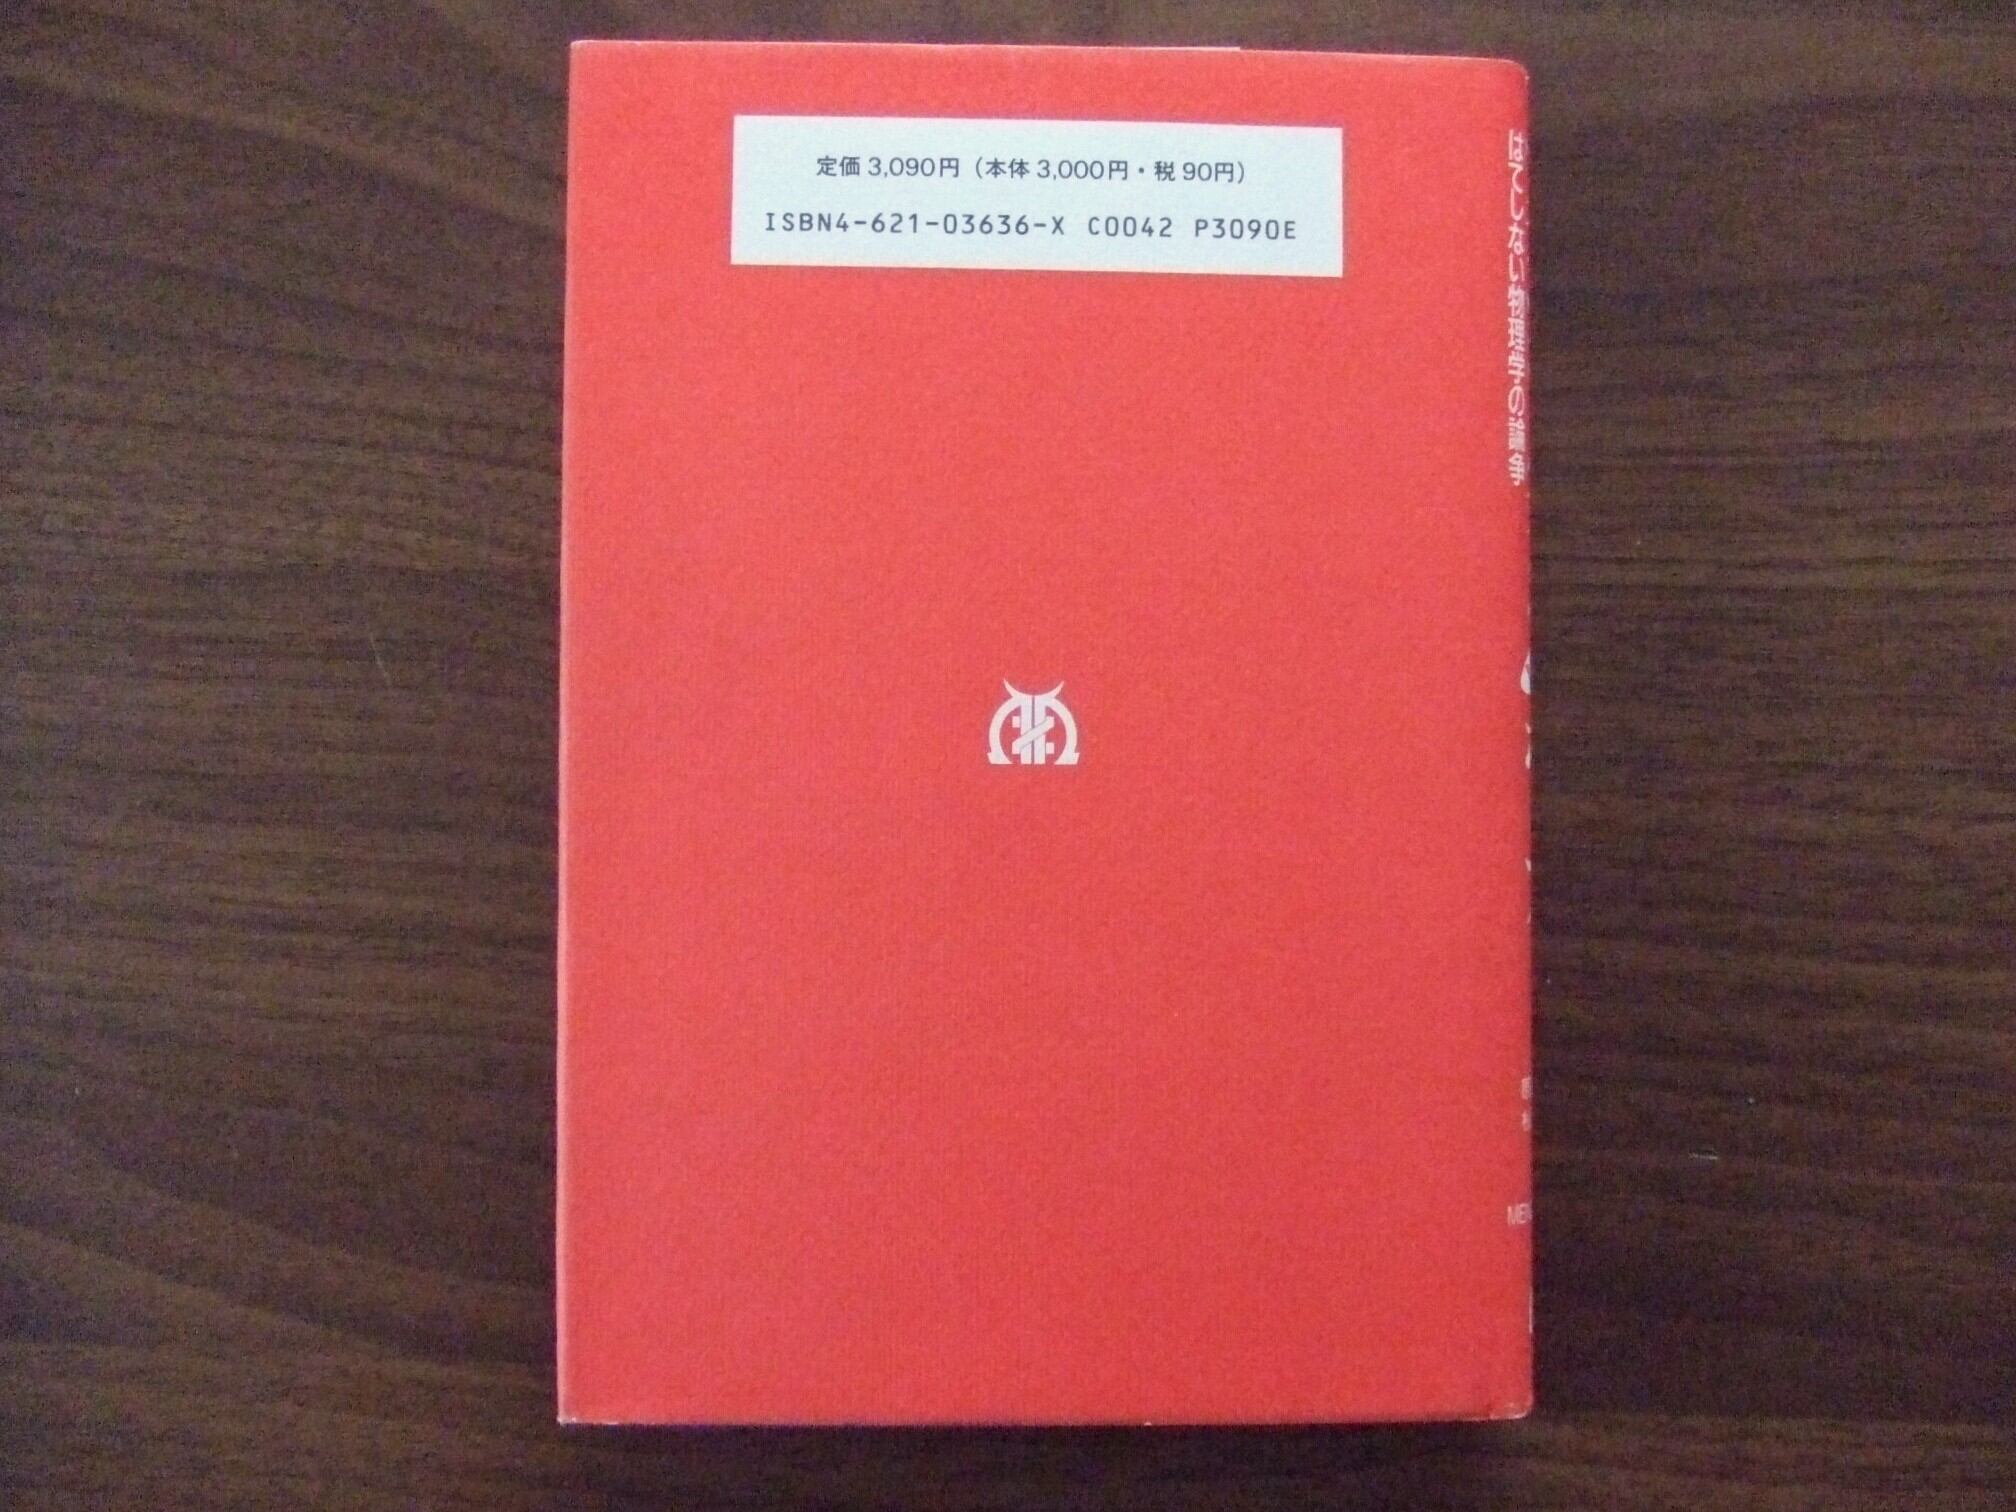 定価 3,090円（本体 3,000円・税 90円）
ISBN4-621-03636-X C0042 P3090E
はてしない物理学の論争